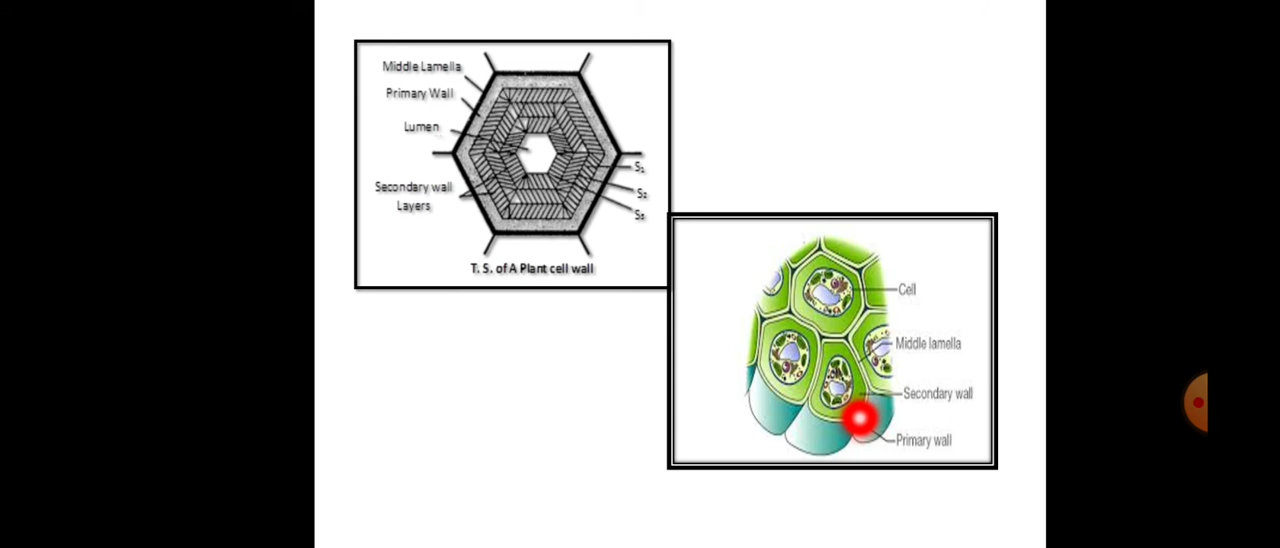 Middle Lamella
Primary Wall
Lumen
Secondary wall
Layers
S₁
S₂
S₃
T. S. of A Plant cell wall
Cell
Middle lamella
Secondary wall
Primary wall